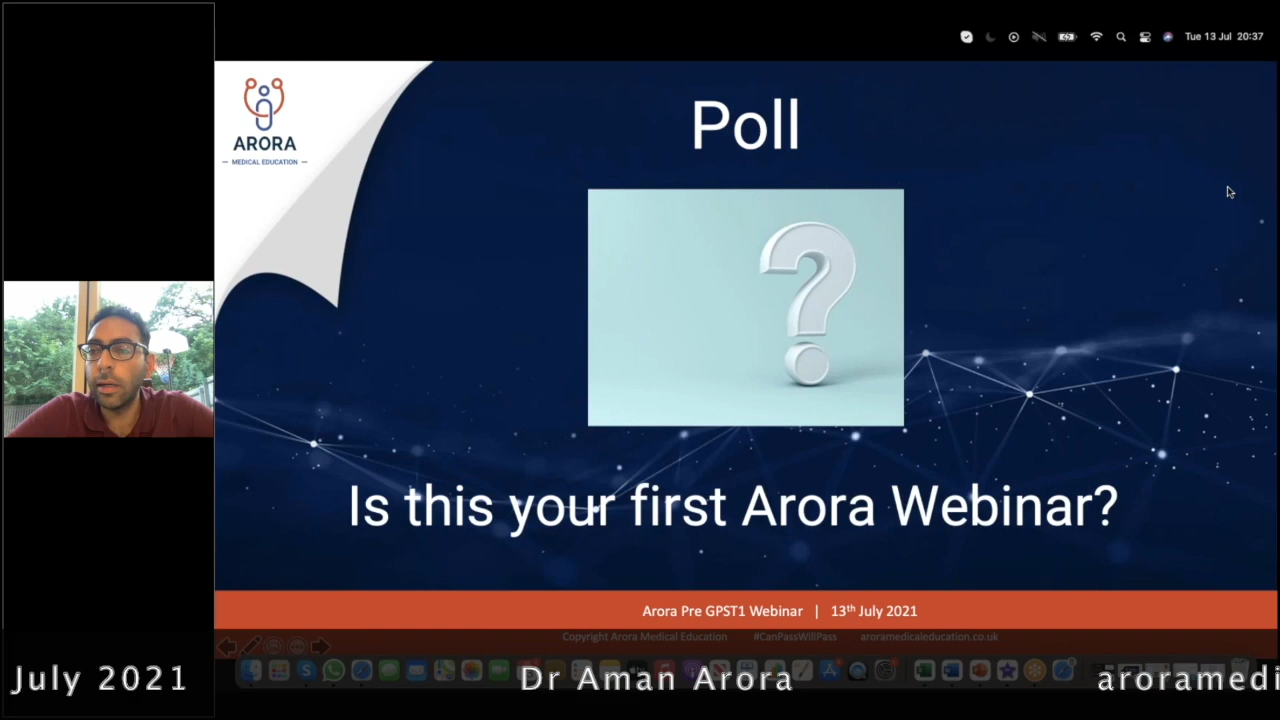 Tue 13 Jul 20:37
ARORA
MEDICAL EDUCATION
Poll
Is this your first Arora Webinar?
Arora Pre GPST1 Webinar | 13th July 2021
Copyright Arora Medical Education #CanPassWillPass aroramedicaleducation.co.uk
July 2021 Dr Aman Arora aroramedi